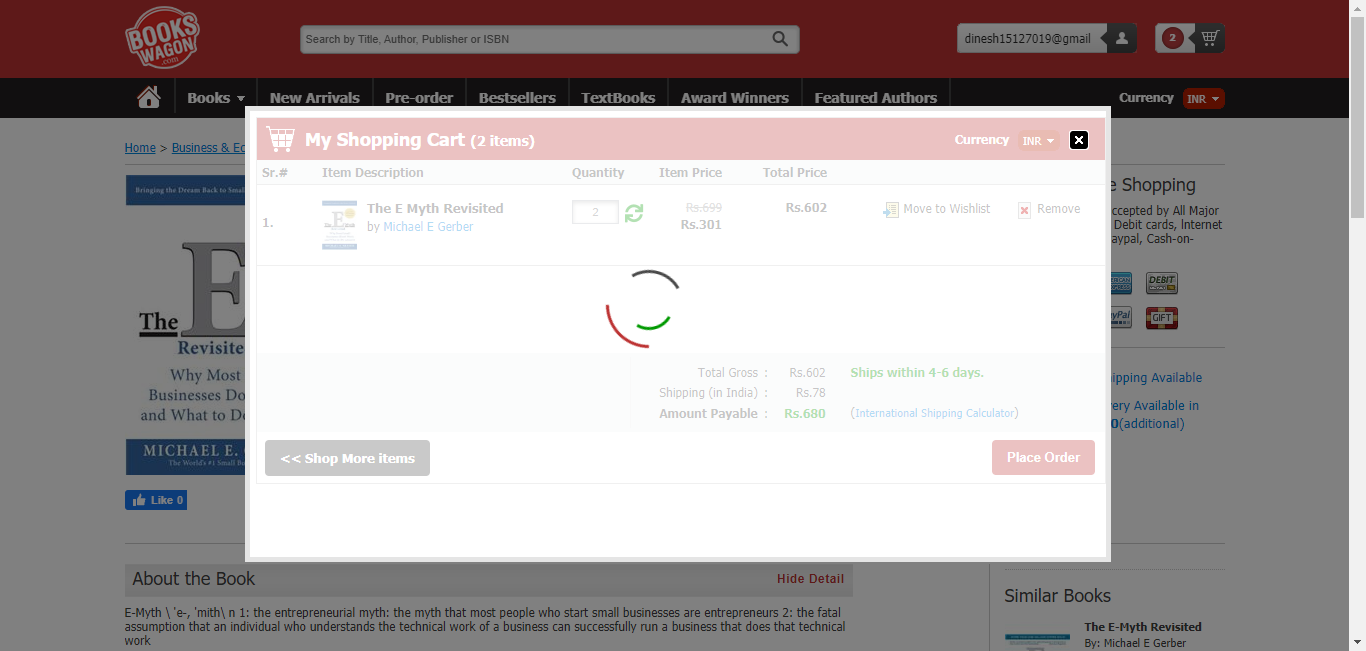 BOOKS WAGON .com
Search by Title, Author, Publisher or ISBN
dinesh15127019@gmail
2
Books
New Arrivals
Pre-order
Bestsellers
TextBooks
Award Winners
Featured Authors
Currency
INR
Home > Business & Ec
My Shopping Cart (2 items)
Currency INR
Sr.# Item Description Quantity Item Price Total Price
1.
The E Myth Revisited
by Michael E Gerber
2
Rs.699
Rs.301
Rs.602
Move to Wishlist
Remove
Total Gross : Rs.602 Ships within 4-6 days.
Shipping (in India) : Rs.78
Amount Payable : Rs.680 (International Shipping Calculator)
<< Shop More items
Place Order
Bringing the Dream Back to Smal
The
E
Revisite
Why Most
Businesses Do
and What to D
MICHAEL E.
The World's #1 Small Bu
Like 0
e Shopping
ccepted by All Major
Debit cards, Internet
aypal, Cash-on-
DEBIT
yPal
GIFT
ipping Available
ery Available in
0(additional)
About the Book
Hide Detail
E-Myth \ 'e-, 'mith\ n 1: the entrepreneurial myth: the myth that most people who start small businesses are entrepreneurs 2: the fatal
assumption that an individual who understands the technical work of a business can successfully run a business that does that technical
work
Similar Books
The E-Myth Revisited
By: Michael E Gerber